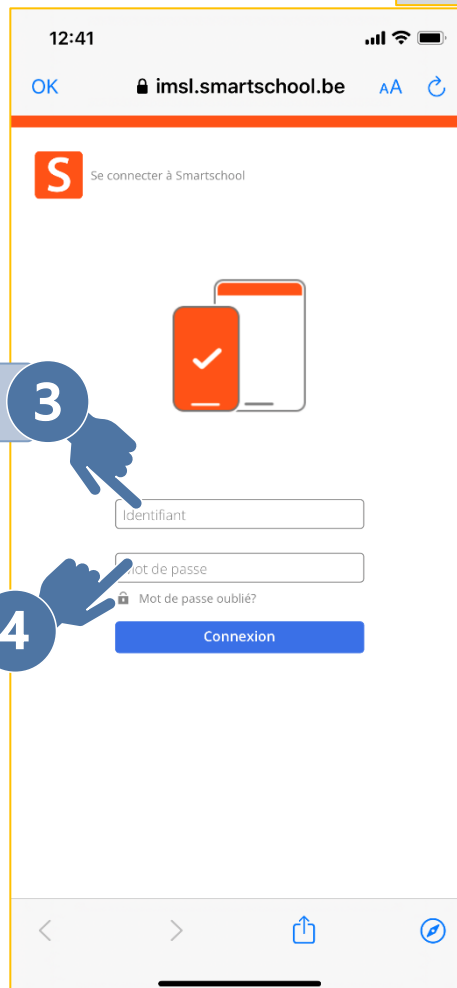 12:41
OK
imsl.smartschool.be
AA
S
Se connecter à Smartschool
3
Identifiant
Mot de passe
Mot de passe oublié?
4
Connexion